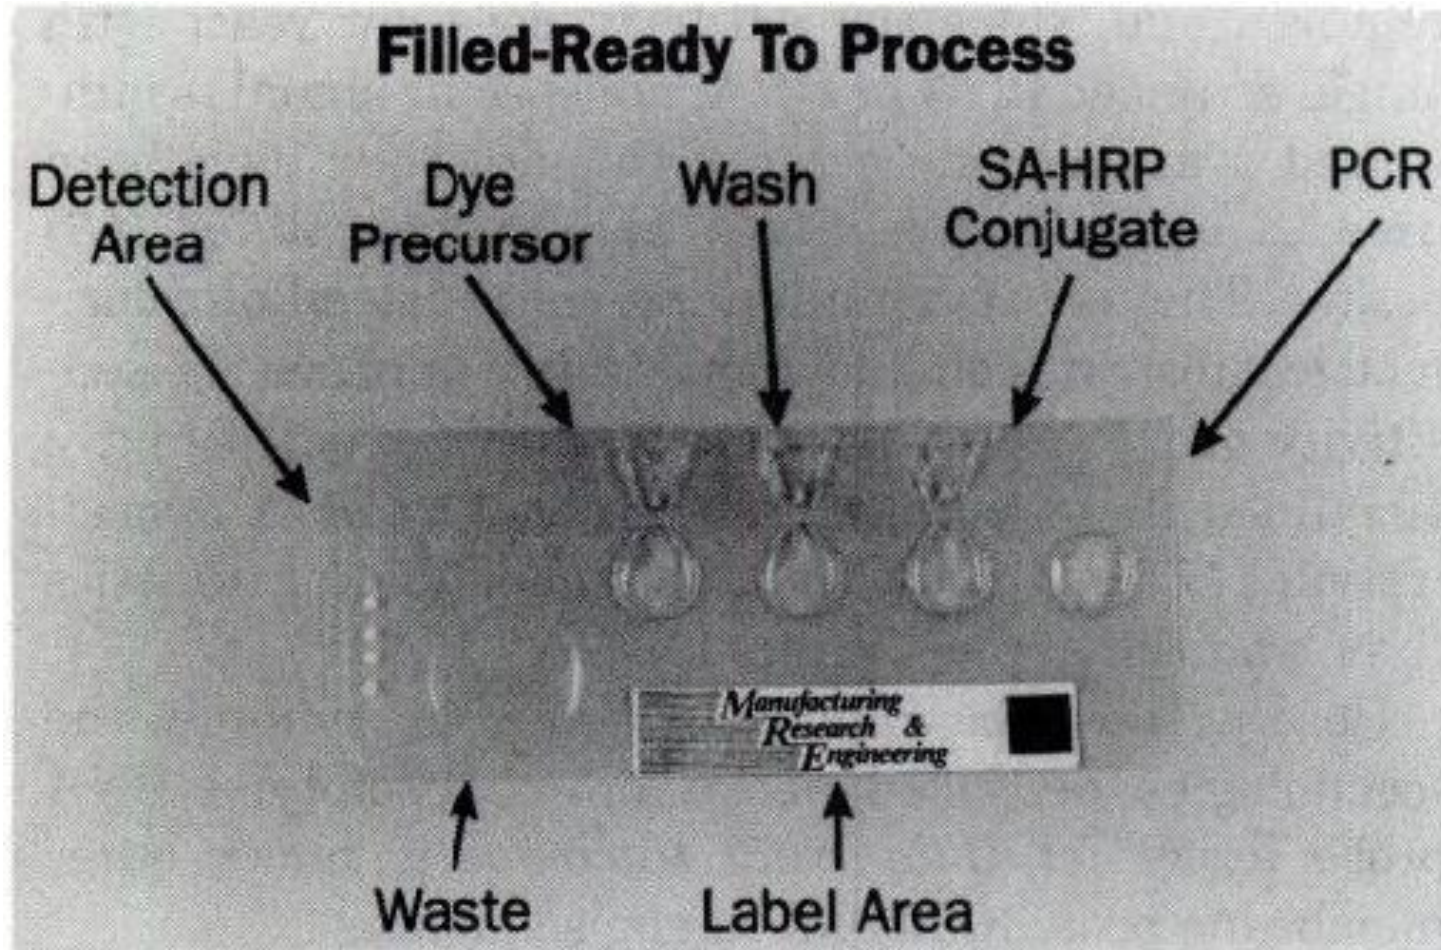 Filled-Ready To Process
Detection
Area
Dye
Precursor
Wash
SA-HRP
Conjugate
PCR
Manufacturing
Research &
Engineering
Waste
Label Area